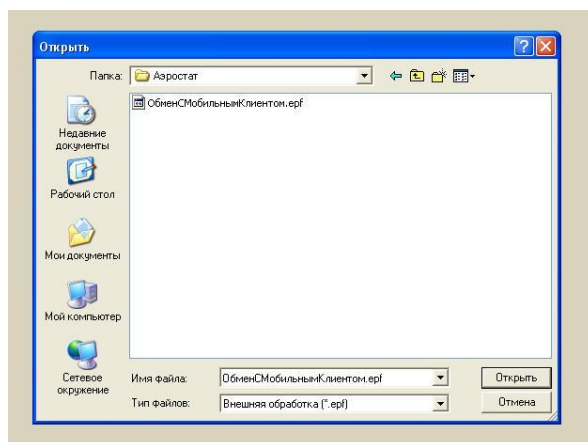 Открыть
Папка: Аэростат
ОбменСМобильнымКлиентом.epf
Недавние
документы
Рабочий стол
Мои документы
Мой компьютер
Сетевое
окружение
Имя файла: ОбменСМобильнымКлиентом.epf Открыть
Тип файлов: Внешняя обработка (*.epf) Отмена